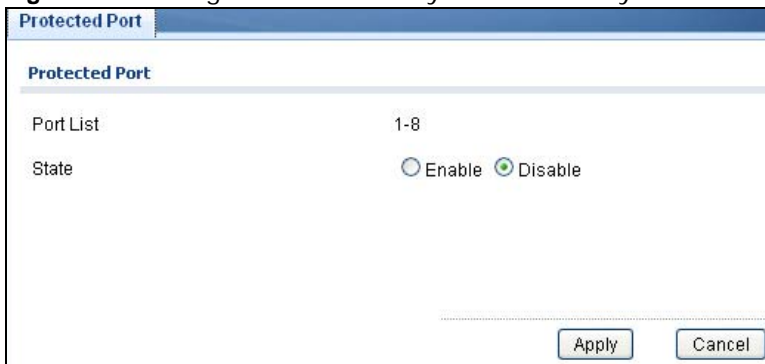 Protected Port
Protected Port
Port List 1-8
State Enable Disable
Apply Cancel